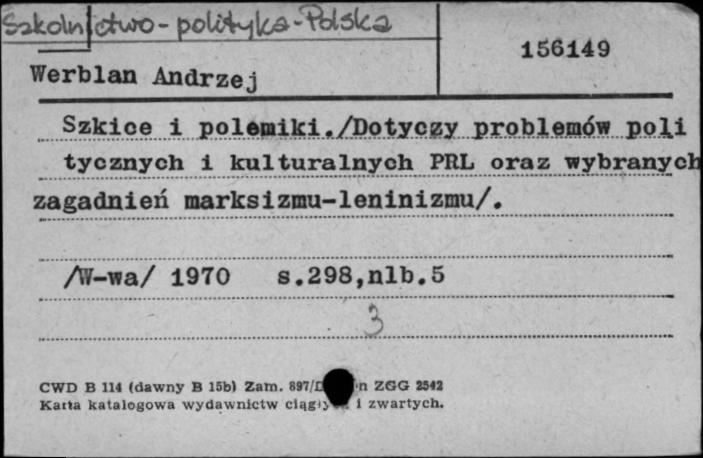 Szkolnictwo - polityka - Polska
156149
Werblan Andrzej
Szkice i polemiki./Dotyczy problemów poli
tycznych i kulturalnych PRL oraz wybranych
zagadnień marksizmu-leninizmu/.
/W-wa/ 1970 s.298,nlb.5
3
CWD B 114 (dawny B 15b) Zam. 897/ ZGG 2542
Karta katalogowa wydawnictw i zwartych.